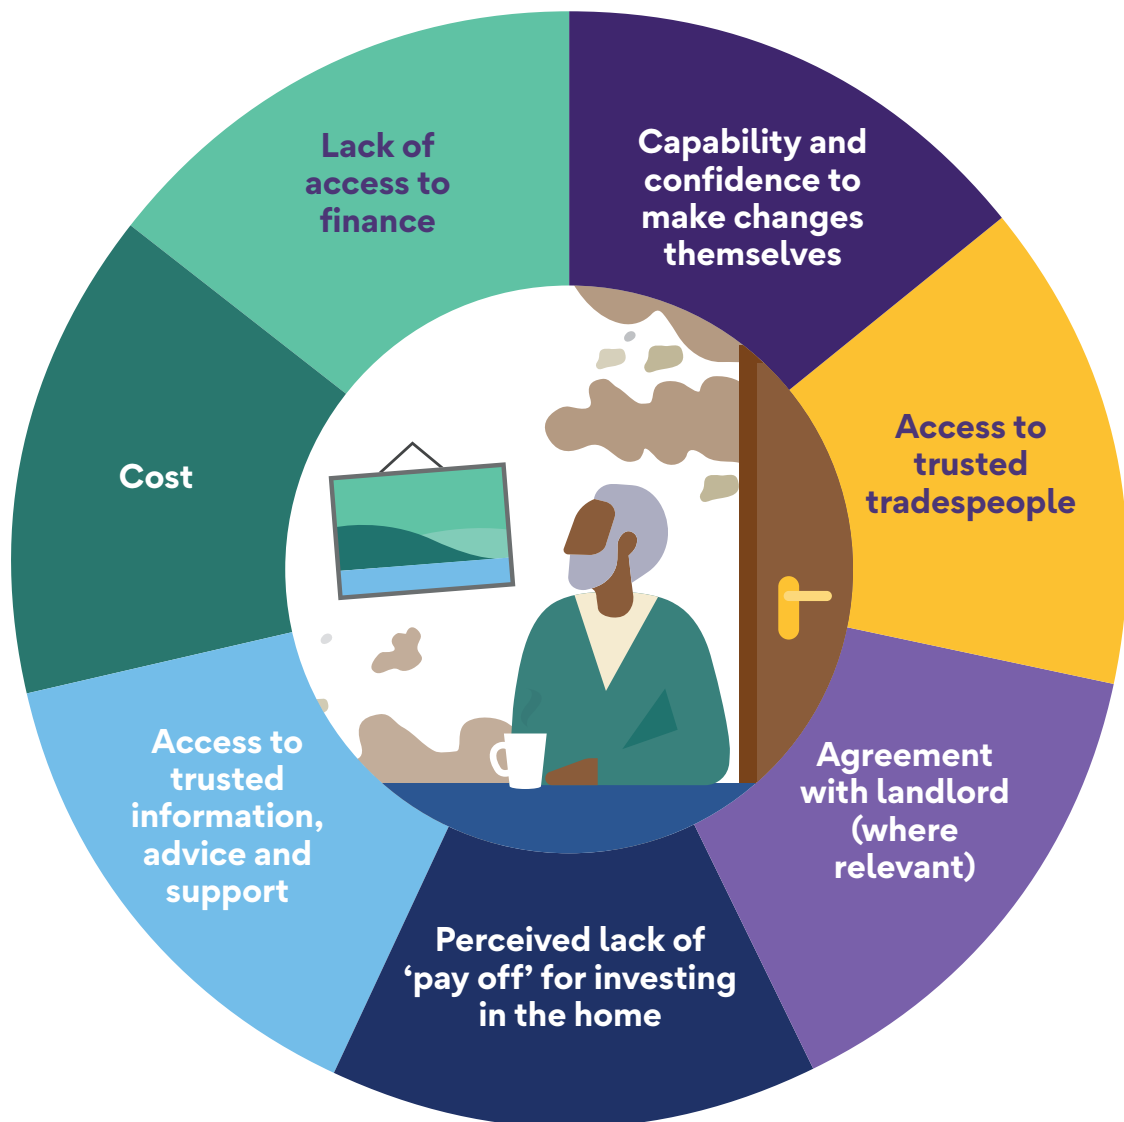 Lack of
access to
finance
Capability and
confidence to
make changes
themselves
Access to
trusted
tradespeople
Cost
Access to
trusted
information,
advice and
support
Agreement
with landlord
(where
relevant)
Perceived lack of
‘pay off’ for investing
in the home